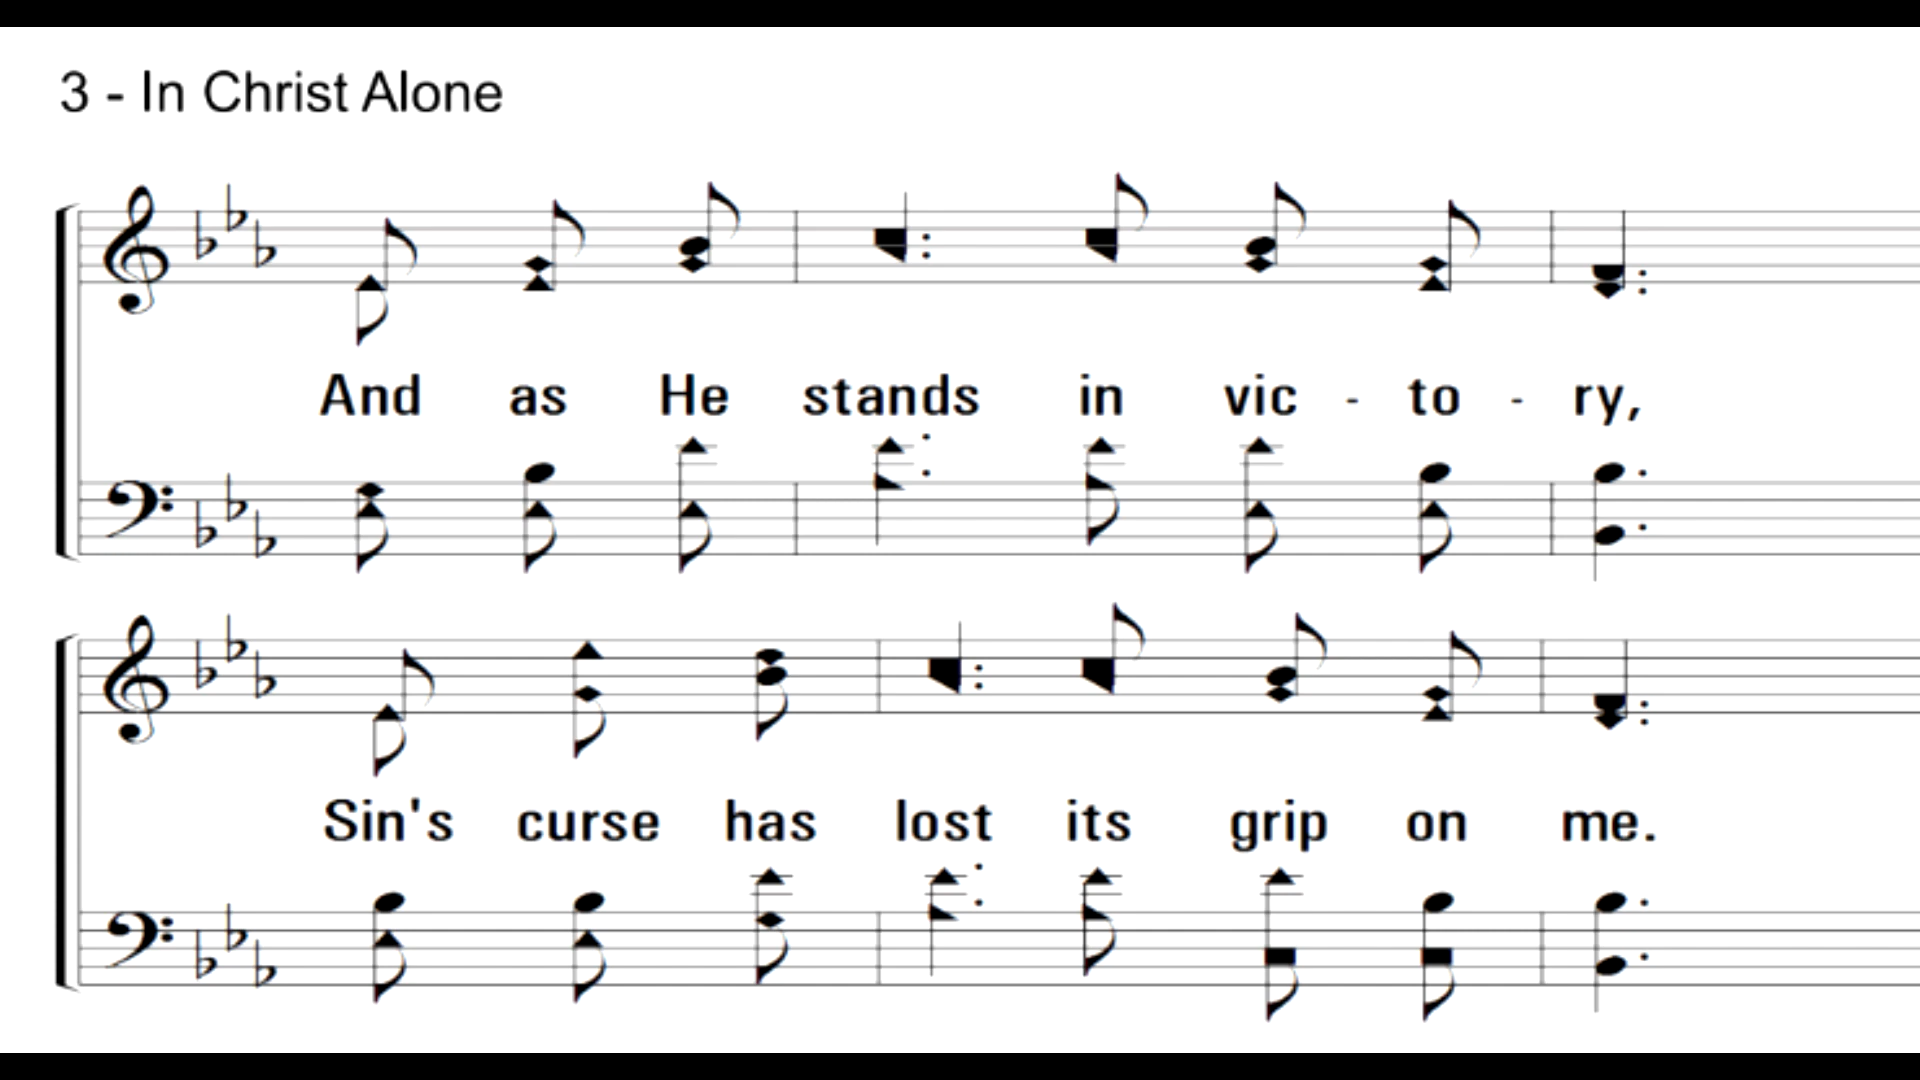 3 - In Christ Alone
And as He stands in vic - to - ry,
Sin's curse has lost its grip on me.